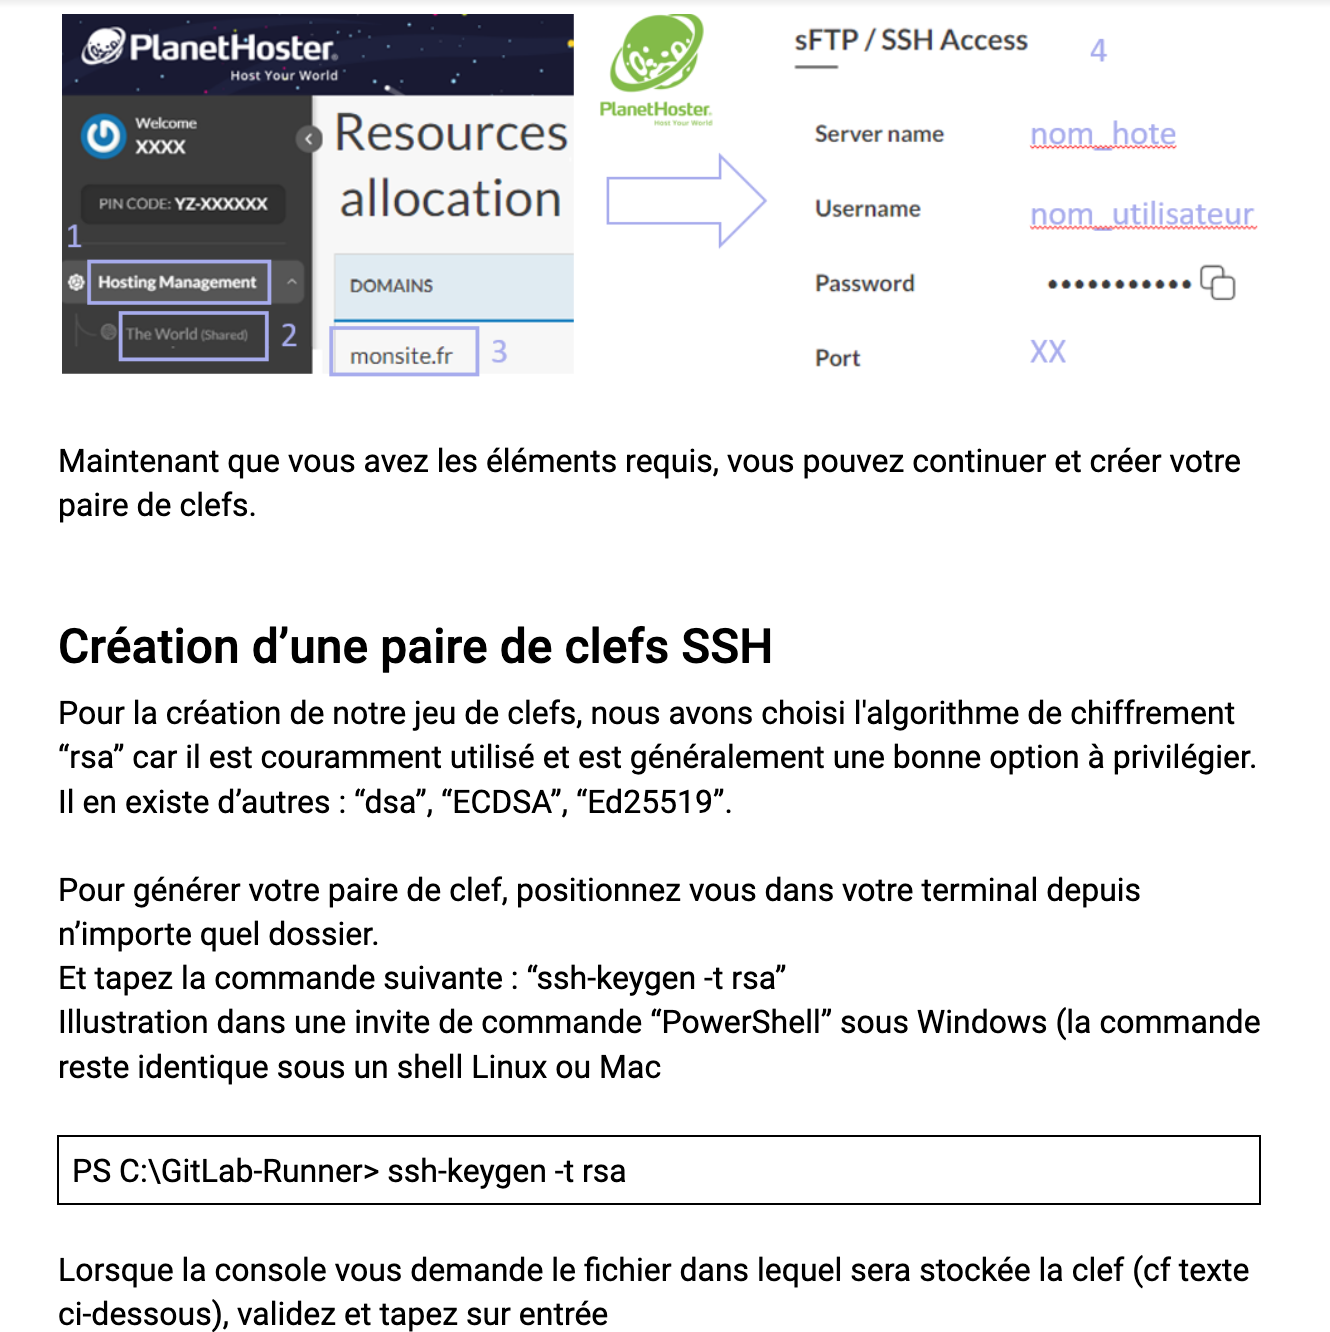 PlanetHoster.
Host Your World
Welcome
XXXX
PIN CODE: YZ-XXXXXX
1
Hosting Management
The World (Shared)
2
Resources
allocation
DOMAINS
monsite.fr
3
PlanetHoster.
Host Your World
sFTP / SSH Access
4
Server name
nom_hote
Username
nom_utilisateur
Password
•••••••••••
Port
XX
Maintenant que vous avez les éléments requis, vous pouvez continuer et créer votre
paire de clefs.
Création d’une paire de clefs SSH
Pour la création de notre jeu de clefs, nous avons choisi l'algorithme de chiffrement
“rsa” car il est couramment utilisé et est généralement une bonne option à privilégier.
Il en existe d’autres : “dsa”, “ECDSA”, “Ed25519”.
Pour générer votre paire de clef, positionnez vous dans votre terminal depuis
n’importe quel dossier.
Et tapez la commande suivante : “ssh-keygen -t rsa”
Illustration dans une invite de commande “PowerShell” sous Windows (la commande
reste identique sous un shell Linux ou Mac
PS C:\GitLab-Runner> ssh-keygen -t rsa
Lorsque la console vous demande le fichier dans lequel sera stockée la clef (cf texte
ci-dessous), validez et tapez sur entrée